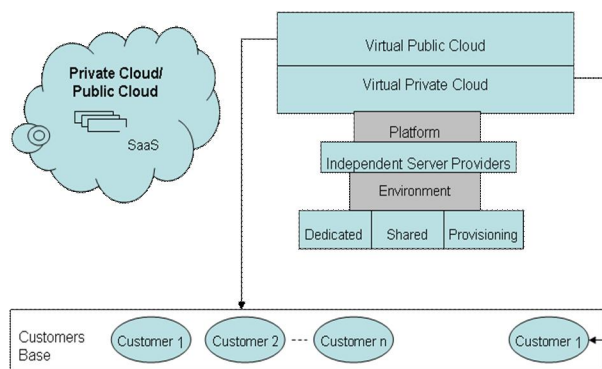 Private Cloud/
Public Cloud
SaaS
Virtual Public Cloud
Virtual Private Cloud
Platform
Independent Server Providers
Environment
Dedicated
Shared
Provisioning
Customers
Base
Customer 1
Customer 2
Customer n
Customer 1